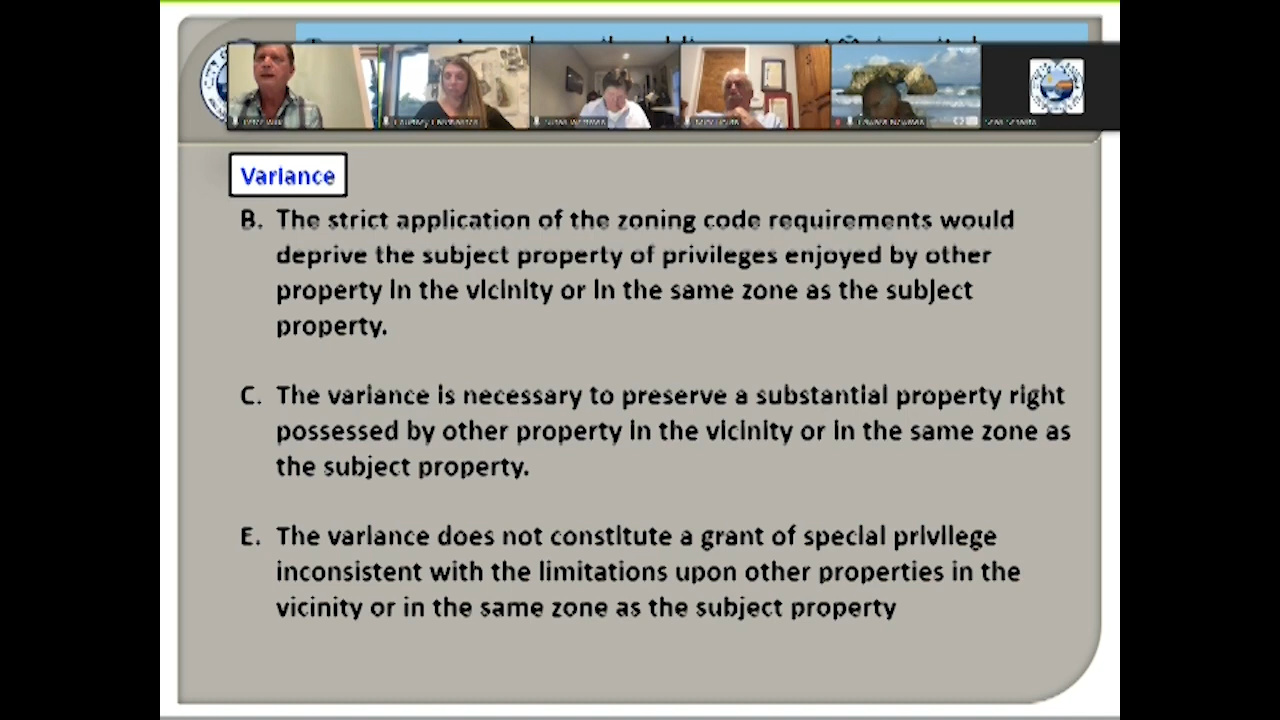 Variance
B. The strict application of the zoning code requirements would
deprive the subject property of privileges enjoyed by other
property in the vicinity or in the same zone as the subject
property.
C. The variance is necessary to preserve a substantial property right
possessed by other property in the vicinity or in the same zone as
the subject property.
E. The variance does not constitute a grant of special privilege
inconsistent with the limitations upon other properties in the
vicinity or in the same zone as the subject property